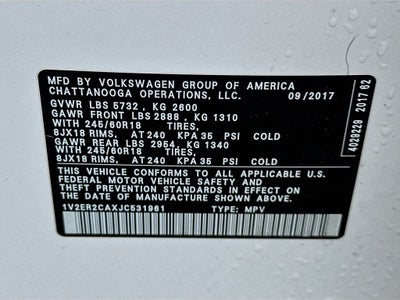 MFD BY VOLKSWAGEN GROUP OF AMERICA
CHATTANOOGA OPERATIONS, LLC.
09/2017
GVWR LBS 5732 , KG 2600
GAWR FRONT LBS 2888 , KG 1310
WITH 245/60R18 TIRES,
8JX18 RIMS, AT 240 KPA 35 PSI COLD
GAWR REAR LBS 2954, KG 1340
WITH 245/60R18 TIRES,
8JX18 RIMS, AT 240 KPA 35 PSI COLD
THIS VEHICLE CONFORMS TO ALL APPLICABLE U.S.
FEDERAL MOTOR VEHICLE SAFETY AND
THEFT PREVENTION STANDARDS IN EFFECT ON
THE DATE OF MANUFACTURE SHOWN ABOVE.
1V2ER2CAXJC531961 TYPE: MPV
4029229 2017 62